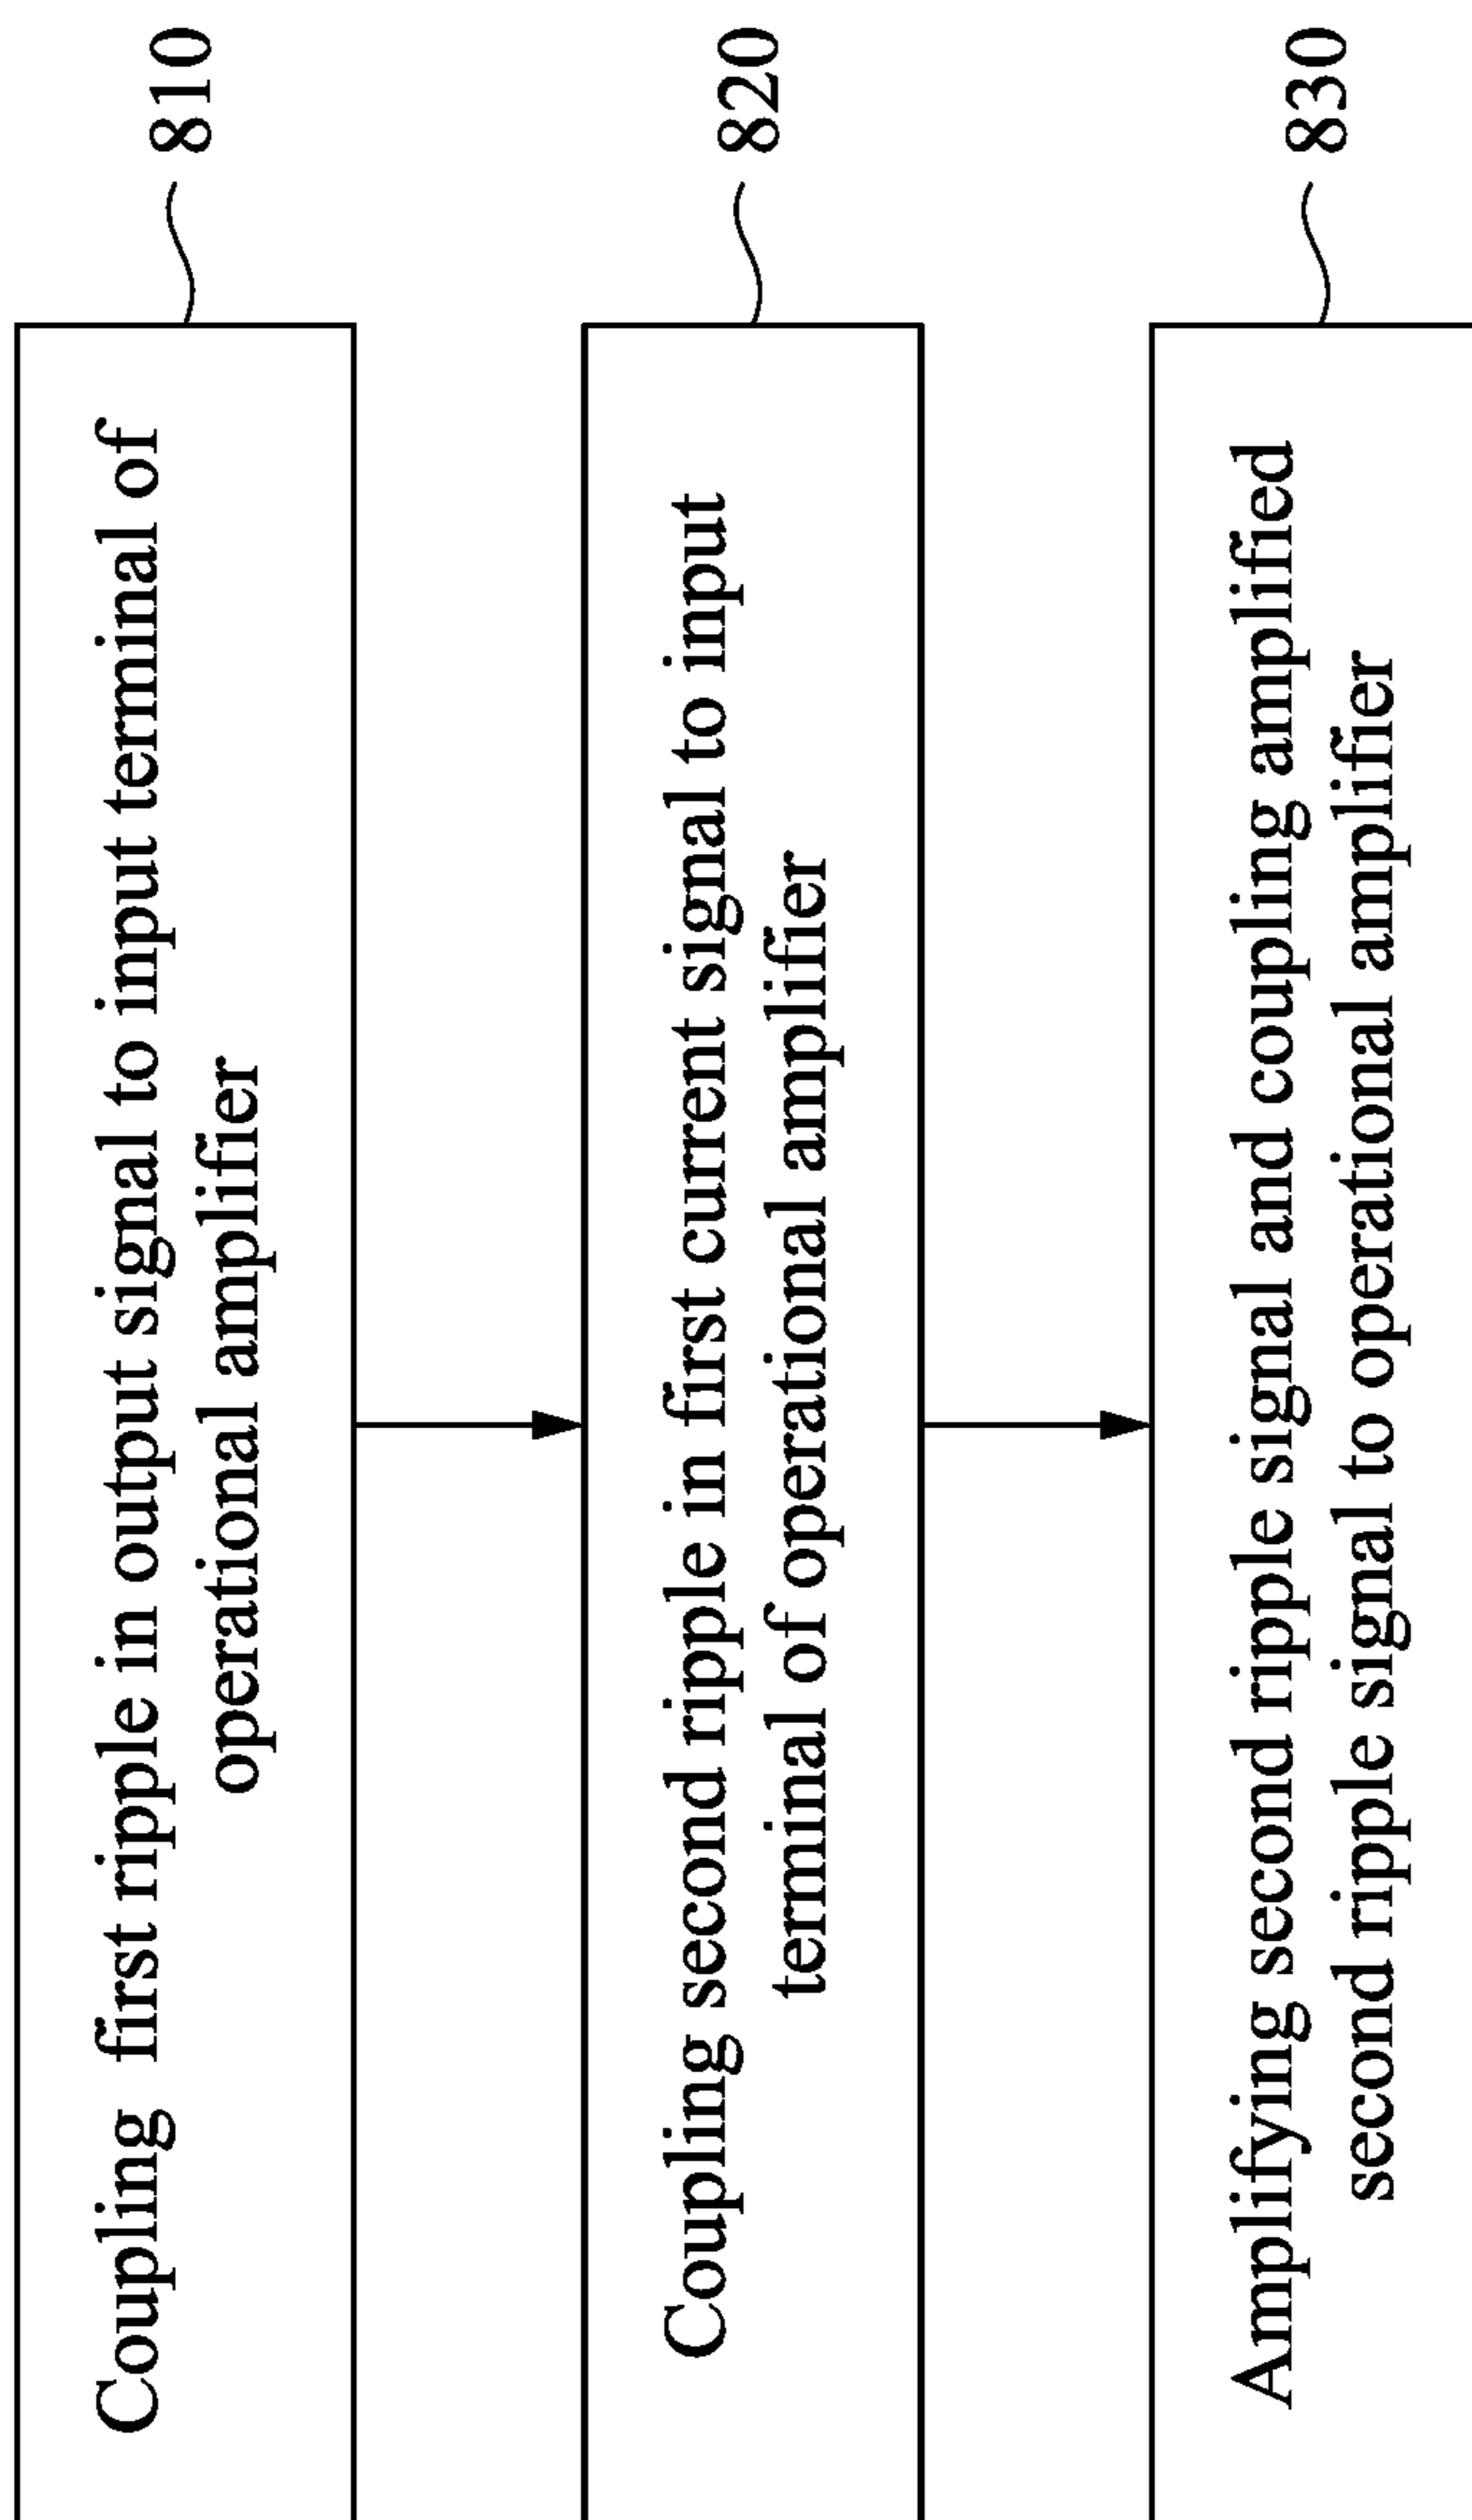 Coupling first ripple in output signal to input terminal of
operational amplifier
810
Coupling second ripple in first current signal to input
terminal of operational amplifier
820
Amplifying second ripple signal and coupling amplified
second ripple signal to operational amplifier
830